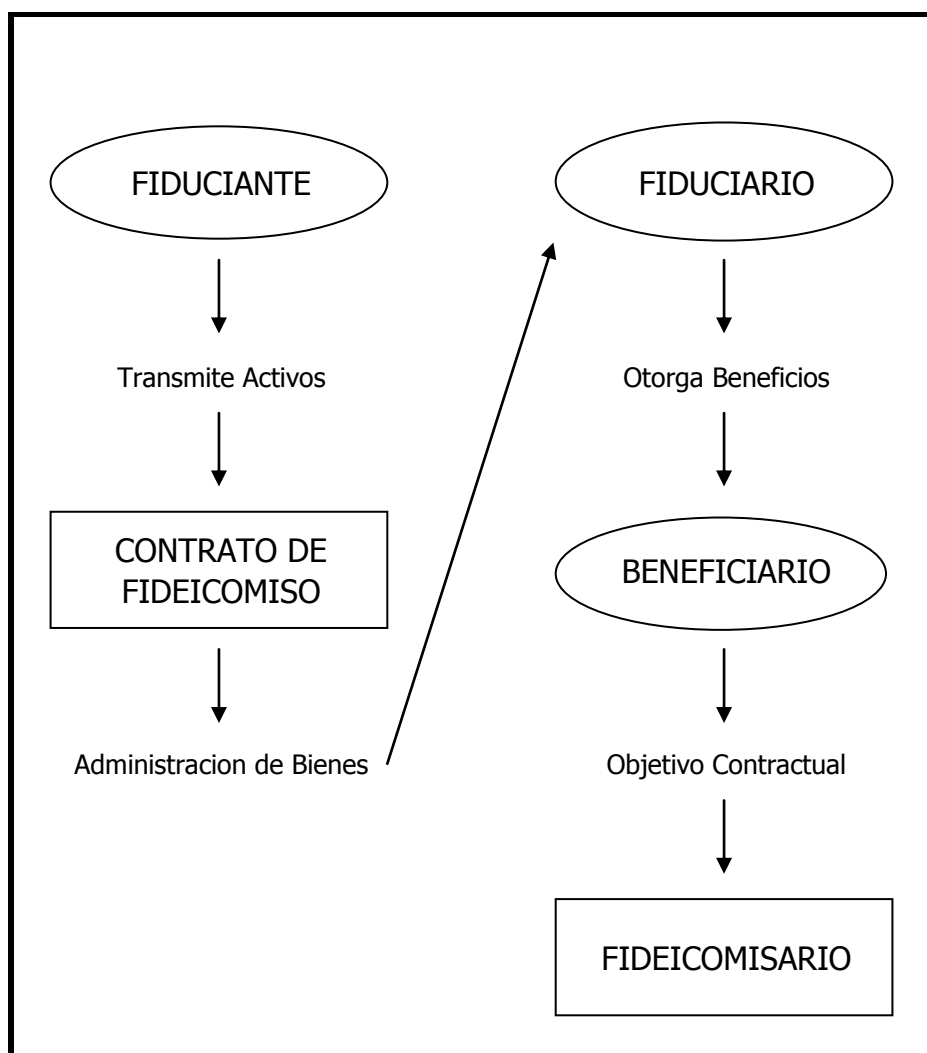 FIDUCIANTE
Transmite Activos
CONTRATO DE
FIDEICOMISO
Administracion de Bienes
FIDUCIARIO
Otorga Beneficios
BENEFICIARIO
Objetivo Contractual
FIDEICOMISARIO